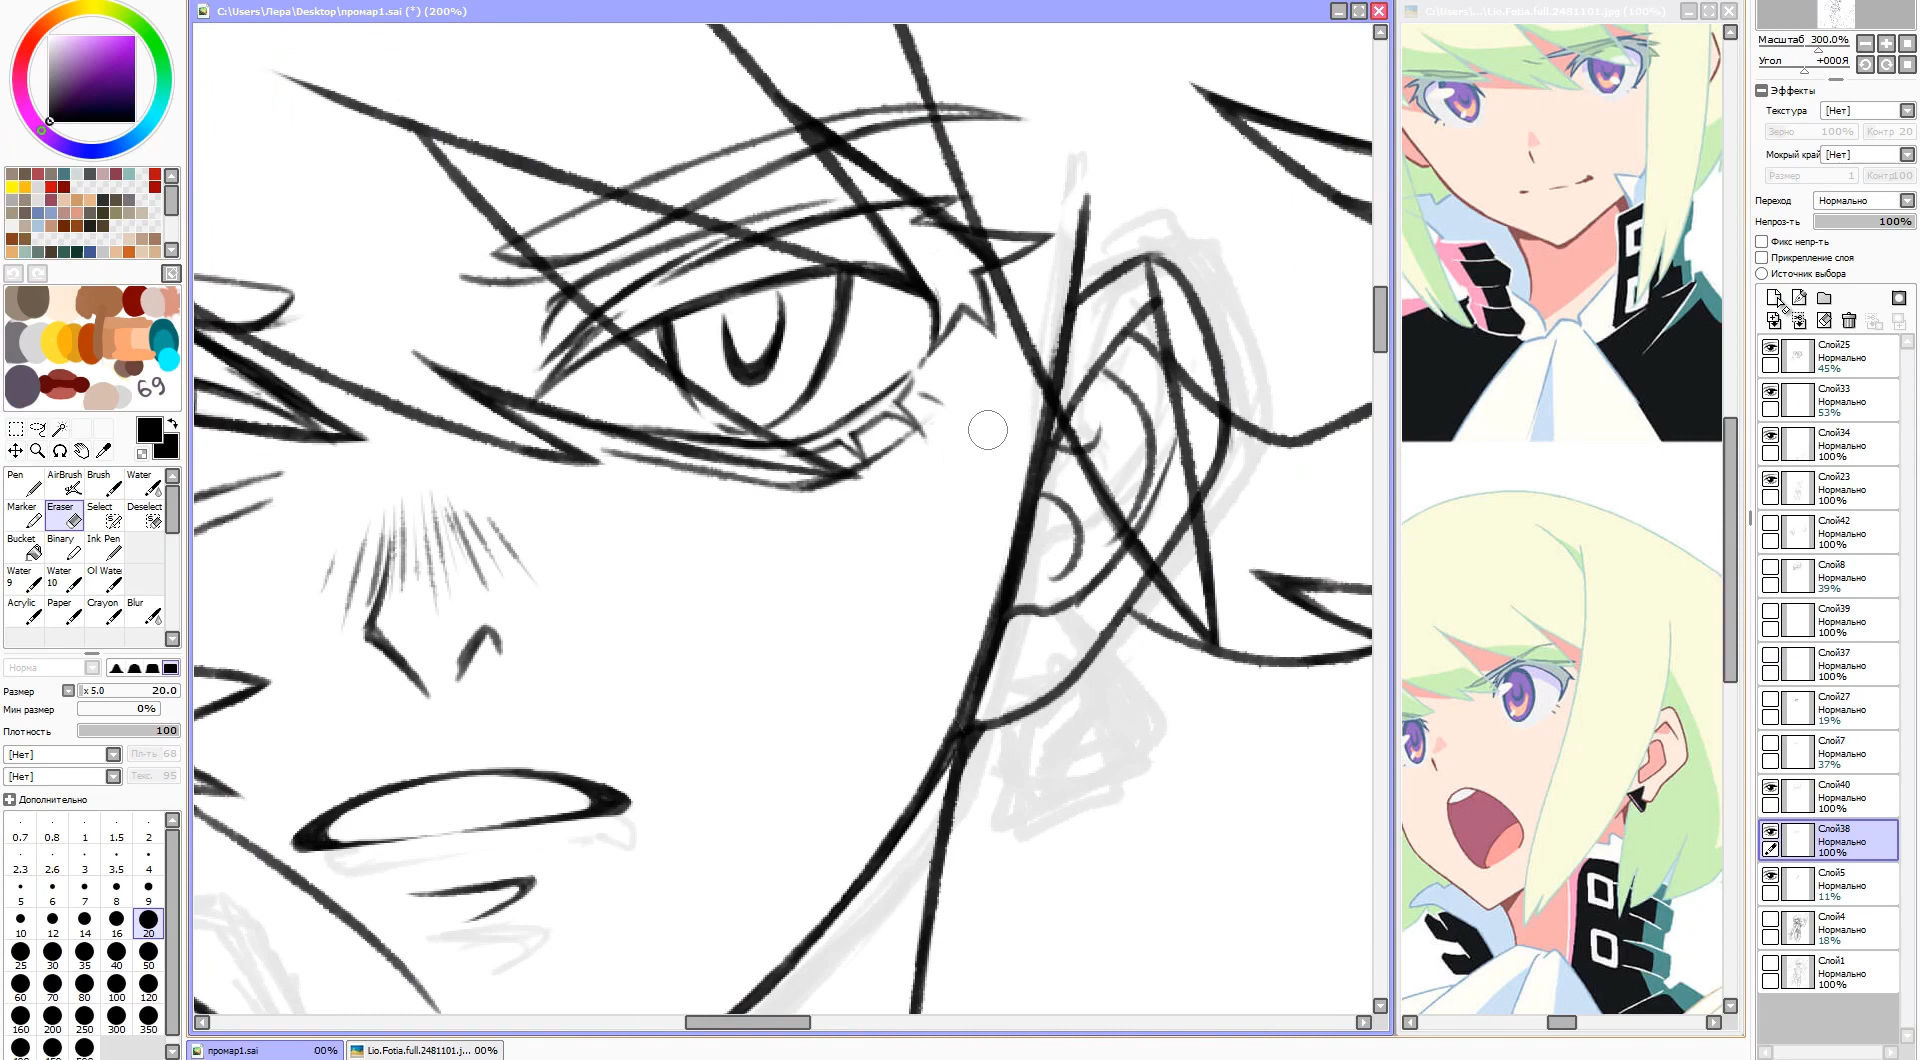 C:\Users\Лера\Desktop\промар1.sai (*) (200%)
C:\Users\...\Lio.Fotia.full.2481101.jpg (100%)
Масштаб 300.0%
Угол +000Я
Эффекты
Текстура [Нет]
Зерно 100% Контр 20
Мокрый край [Нет]
Размер 1 Контр100
Переход Нормально
Непроз-ть 100%
Фикс непр-ть
Прикрепление слоя
Источник выбора
Слой25
Нормально
45%
Слой33
Нормально
53%
Слой34
Нормально
100%
Слой23
Нормально
100%
Слой42
Нормально
100%
Слой8
Нормально
39%
Слой39
Нормально
100%
Слой37
Нормально
100%
Слой27
Нормально
19%
Слой7
Нормально
37%
Слой40
Нормально
100%
Слой38
Нормально
100%
Слой5
Нормально
11%
Слой4
Нормально
18%
Слой1
Нормально
100%
69
Pen AirBrush Brush Water
Marker Eraser Select Deselect
Bucket Binary Ink Pen
Water 9 Water 10 Ol Wate
Acrylic Paper Crayon Blur
Норма
Размер x 5.0 20.0
Мин размер 0%
Плотность 100
[Нет] Пл-ть 68
[Нет] Текс. 95
Дополнительно
0.7 0.8 1 1.5 2
2.3 2.6 3 3.5 4
5 6 7 8 9
10 12 14 16 20
25 30 35 40 50
60 70 80 100 120
160 200 250 300 350
промар1.sai 00%
Lio.Fotia.full.2481101.j... 00%